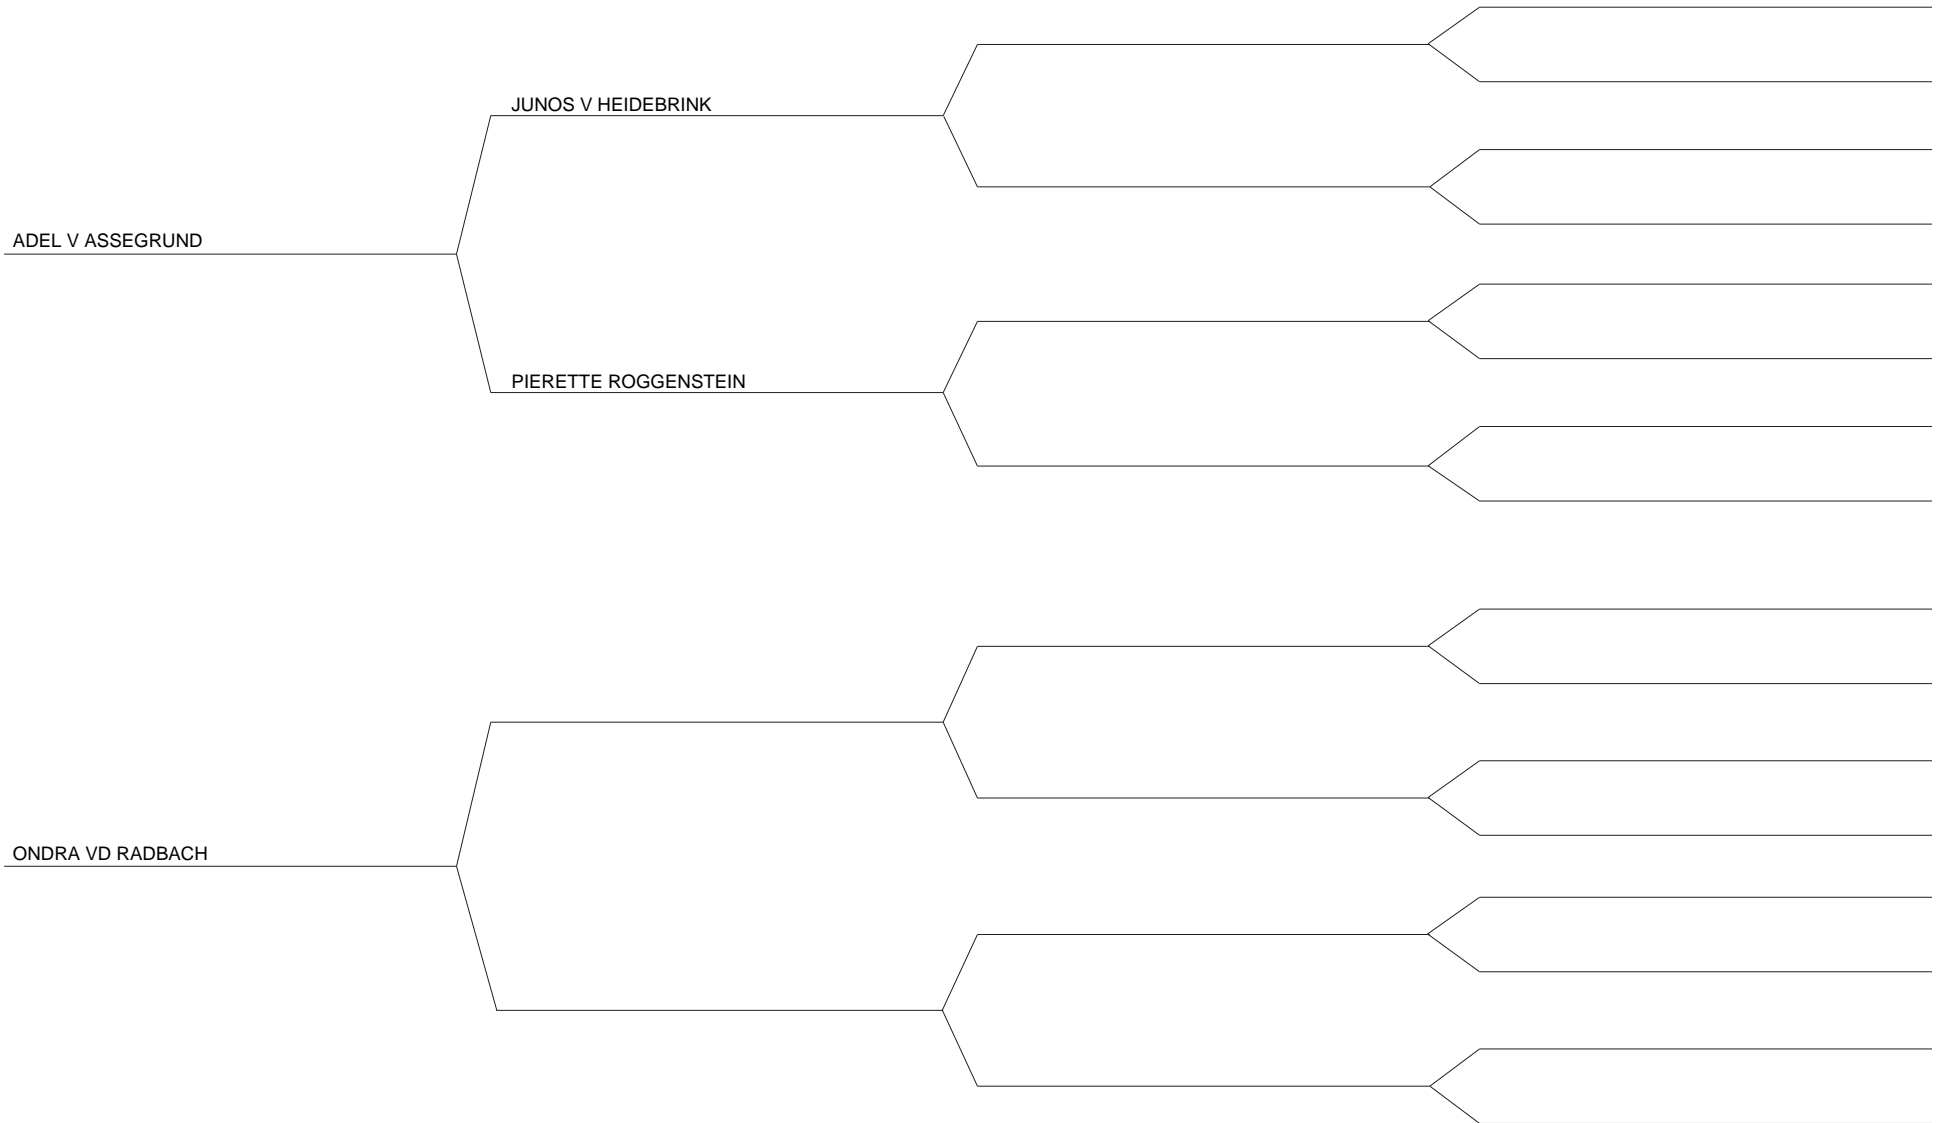 JUNOS V HEIDEBRINK
ADEL V ASSEGRUND
PIERETTE ROGGENSTEIN
ONDRA VD RADBACH